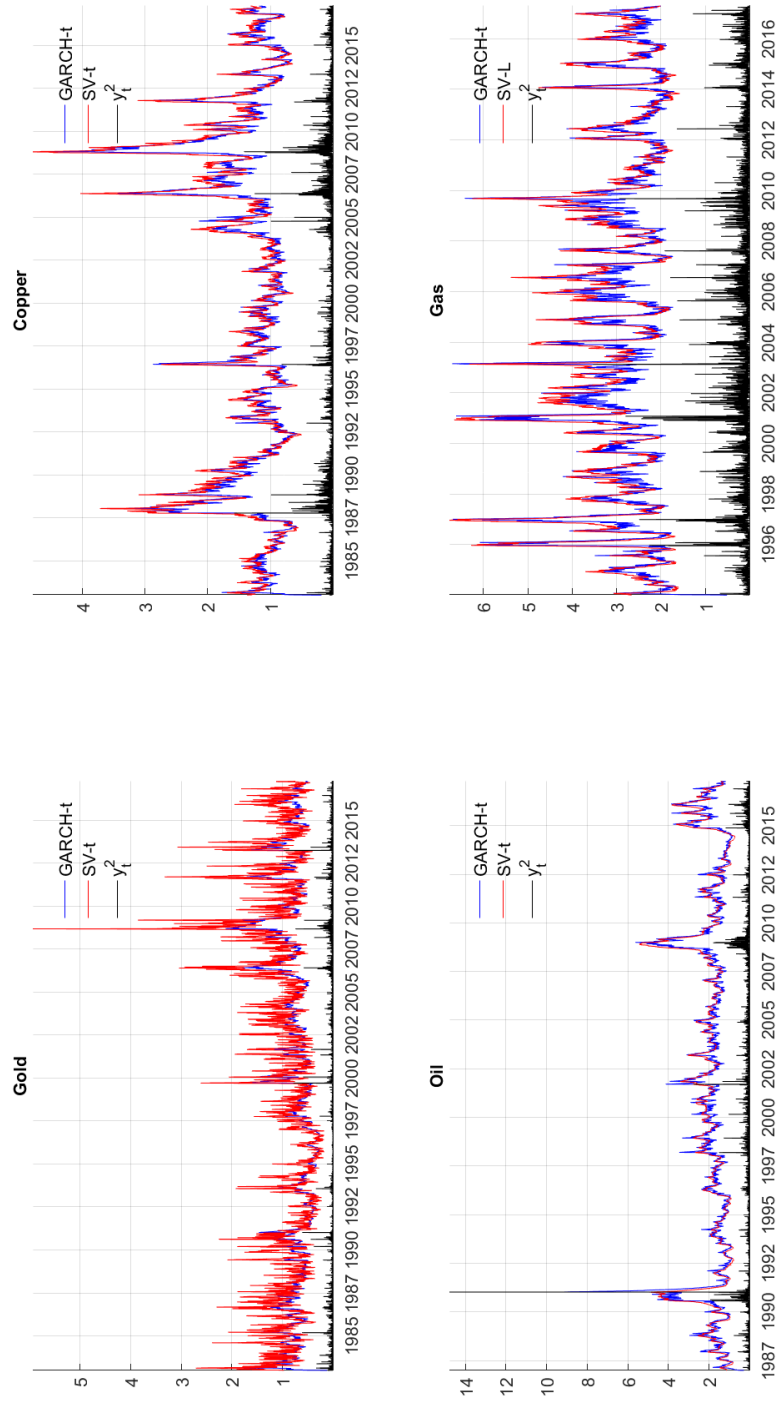 Gold
GARCH-t
SV-t
y_t^2
5
4
3
2
1
1985 1987 1990 1992 1995 1997 2000 2002 2005 2007 2010 2012 2015
Copper
GARCH-t
SV-t
y_t^2
4
3
2
1
1985 1987 1990 1992 1995 1997 2000 2002 2005 2007 2010 2012 2015
Oil
GARCH-t
SV-t
y_t^2
14
12
10
8
6
4
2
1987 1990 1992 1995 1997 2000 2002 2005 2007 2010 2012 2015
Gas
GARCH-t
SV-L
y_t^2
6
5
4
3
2
1
1996 1998 2000 2002 2004 2006 2008 2010 2012 2014 2016